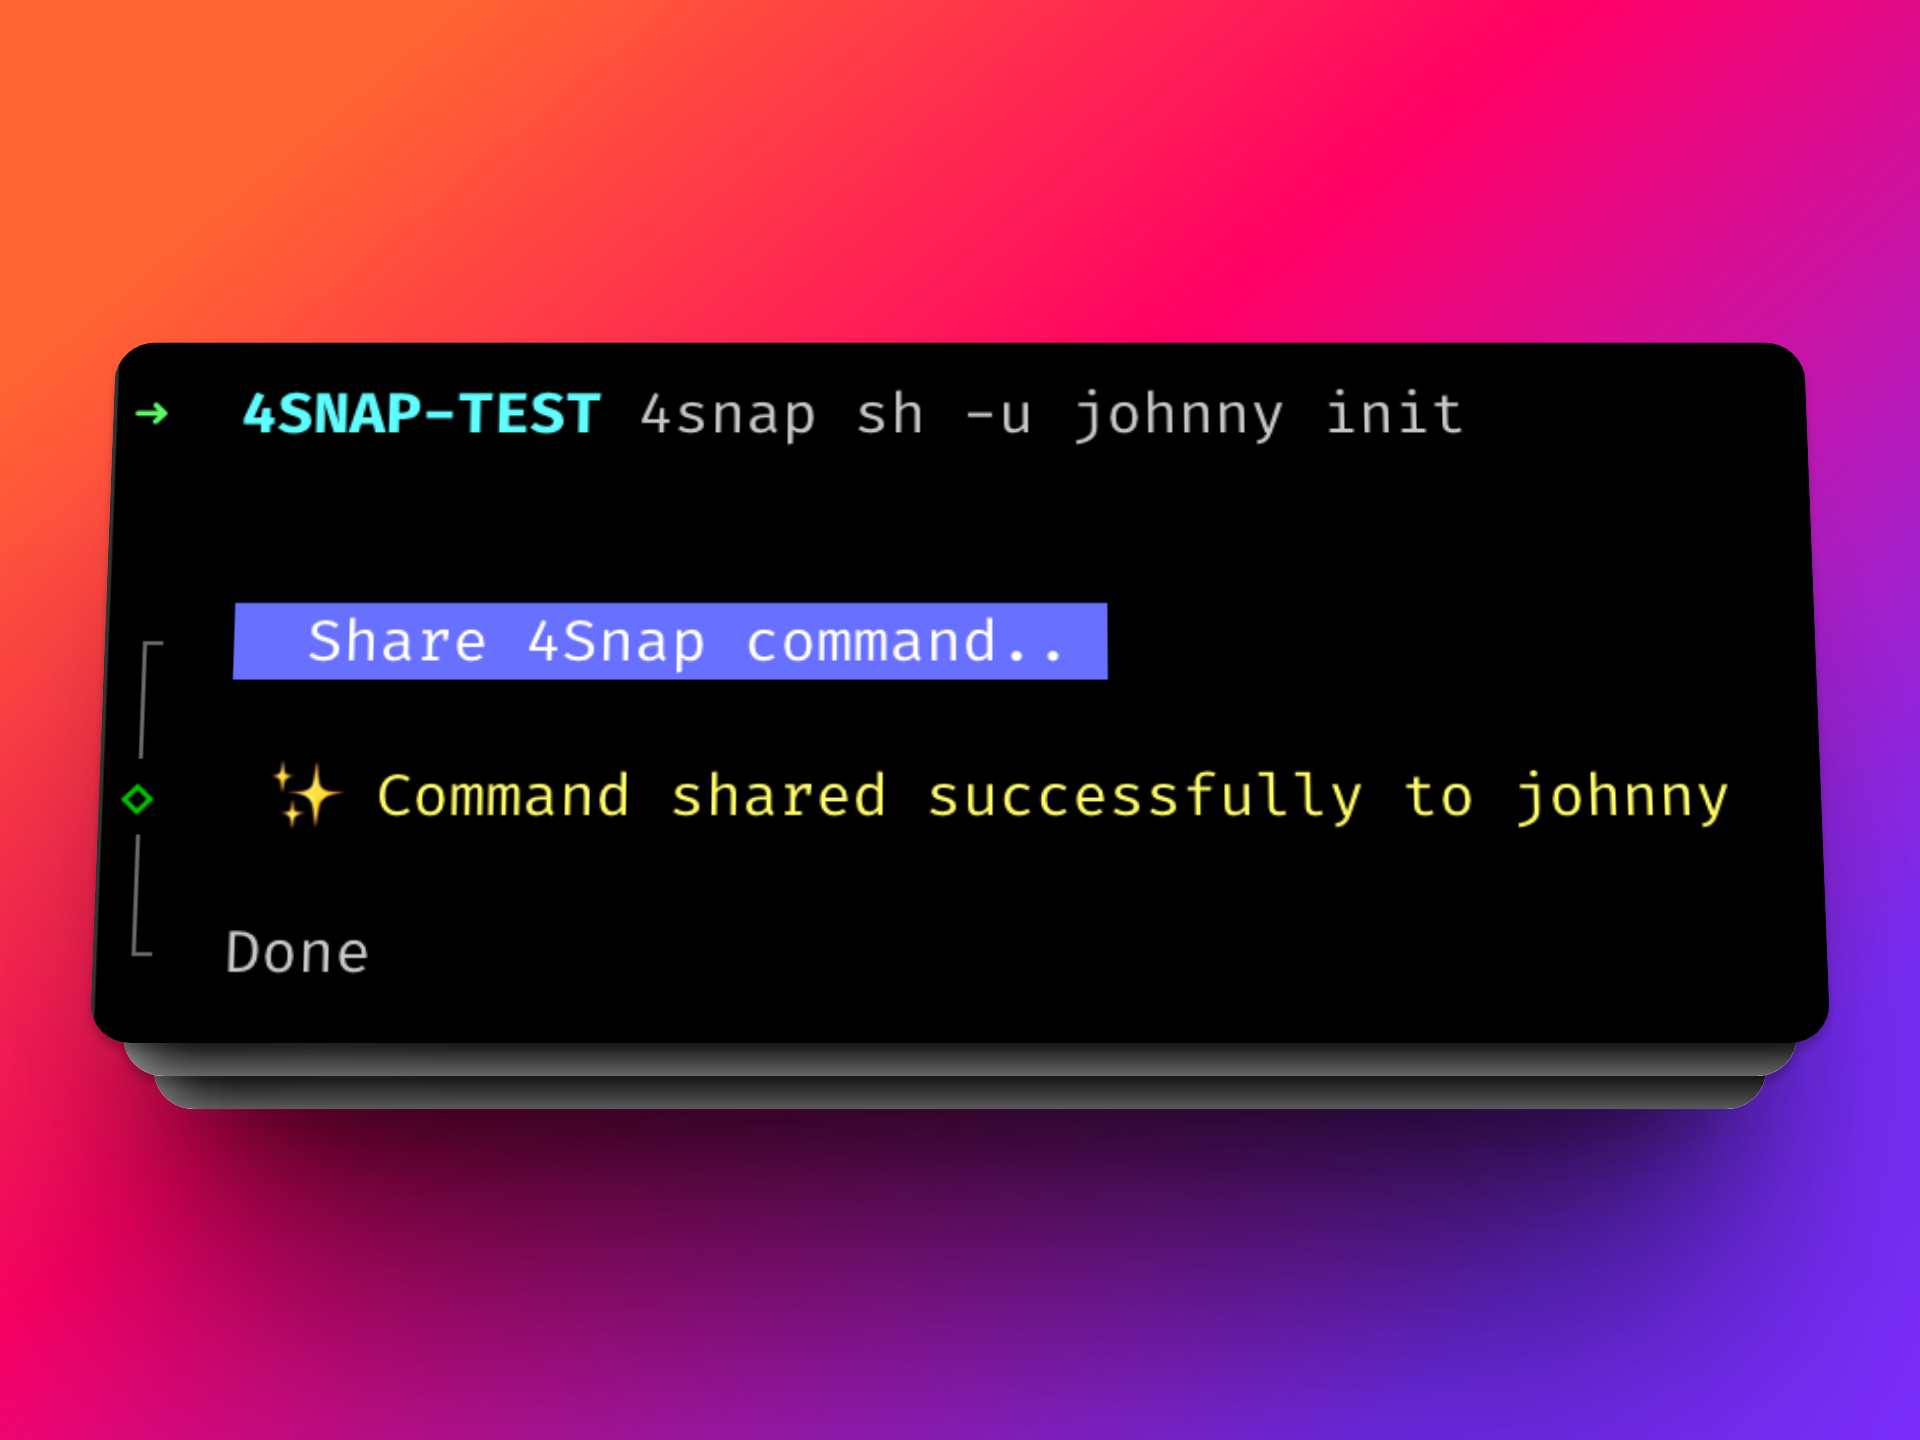 ➜ 4SNAP-TEST 4snap sh -u johnny init
Share 4Snap command..
✨ Command shared successfully to johnny
Done